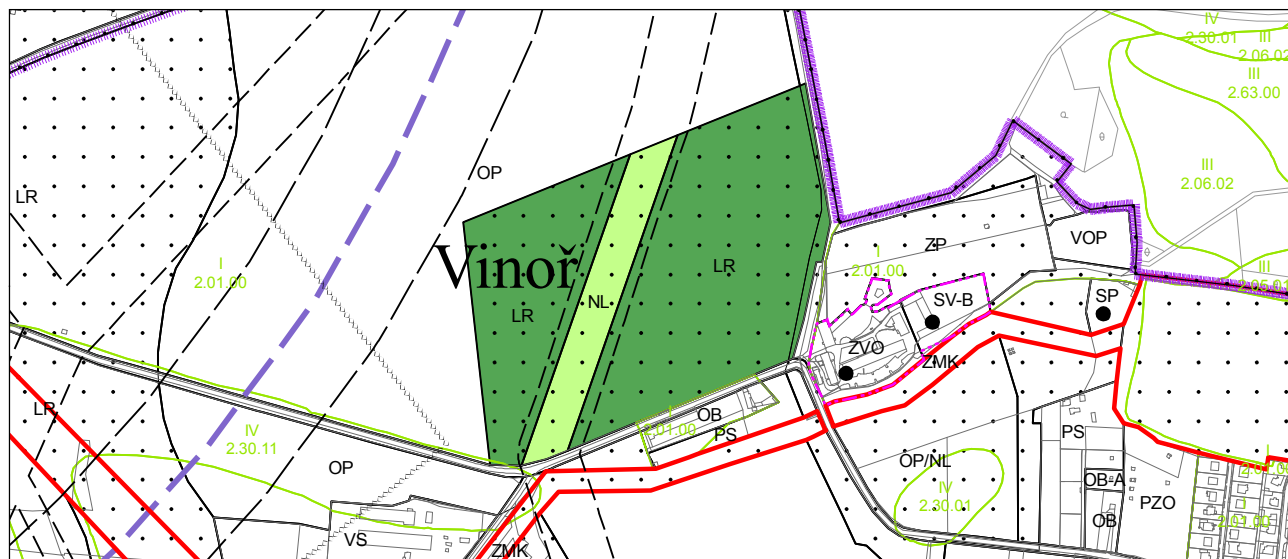 IV
2.30.01
III
2.06.02
III
2.63.00
OP
III
2.06.02
LR
I
2.01.00
ZP
VOP
I
2.01.00
Vinoř
LR
NL
LR
SV-B
SP
III
ZVO
ZMK
LR
OB
2.01.00
PS
IV
2.30.11
OP
PS
OP/NL
IV
2.30.01
OB-A
PZO
OB
I
2.01.00
VS
ZMK